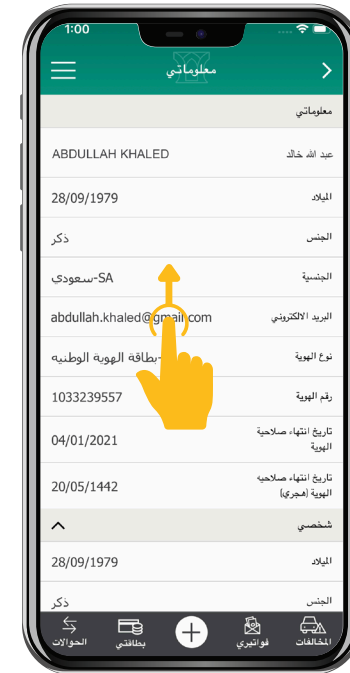 1:00
معلوماتي
معلوماتي
عبد الله خالد ABDULLAH KHALED
الميلاد 28/09/1979
الجنس ذكر
الجنسية SA-سعودي
البريد الالكتروني abdullah.khaled@gmail.com
نوع الهوية -بطاقة الهوية الوطنيه
رقم الهوية 1033239557
تاريخ انتهاء صلاحية
الهوية 04/01/2021
تاريخ انتهاء صلاحيه
الهوية (هجري) 20/05/1442
شخصي
الميلاد 28/09/1979
الجنس ذكر
المخالفات فواتيري بطاقتي الحوالات